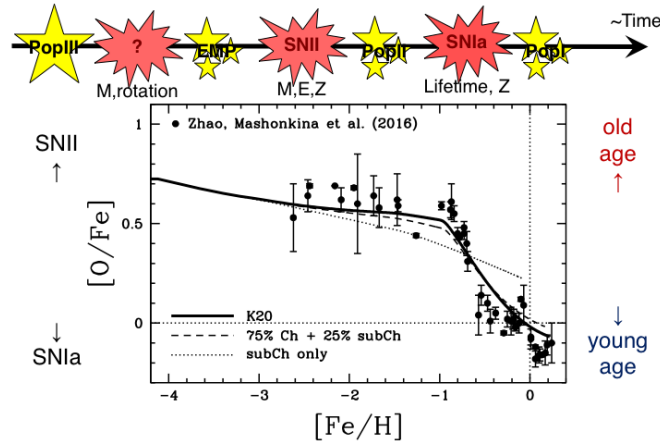 ~Time
PopIII
?
EMP
SNII
PopII
SNIa
PopI
M,rotation
M,E,Z
Lifetime, Z
SNII
↑
↓
SNIa
[O/Fe]
1
0.5
0
Zhao, Mashonkina et al. (2016)
K20
75% Ch + 25% subCh
subCh only
-4
-3
-2
-1
0
[Fe/H]
old
age
↑
↓
young
age